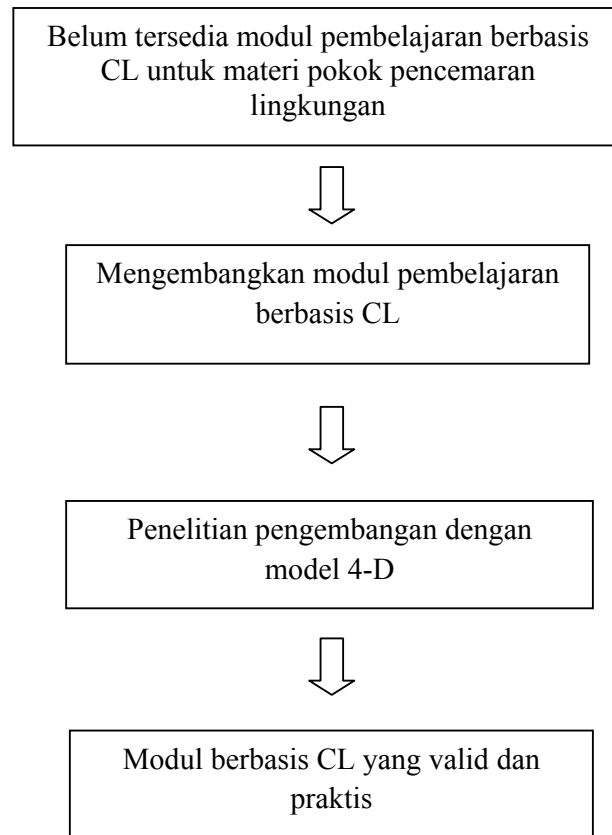 Belum tersedia modul pembelajaran berbasis
CL untuk materi pokok pencemaran
lingkungan
Mengembangkan modul pembelajaran
berbasis CL
Penelitian pengembangan dengan
model 4-D
Modul berbasis CL yang valid dan
praktis